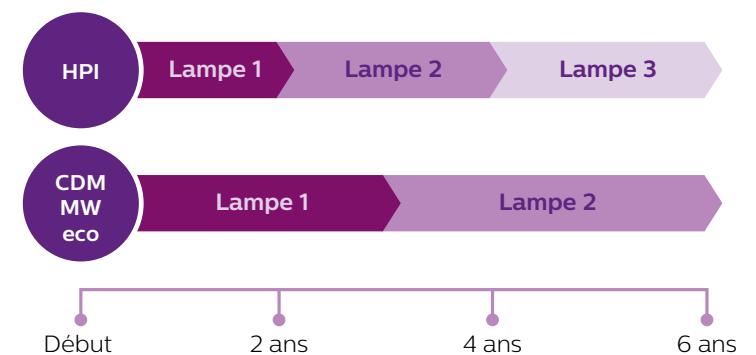 HPI
Lampe 1
Lampe 2
Lampe 3
CDM
MW
eco
Lampe 1
Lampe 2
Début
2 ans
4 ans
6 ans